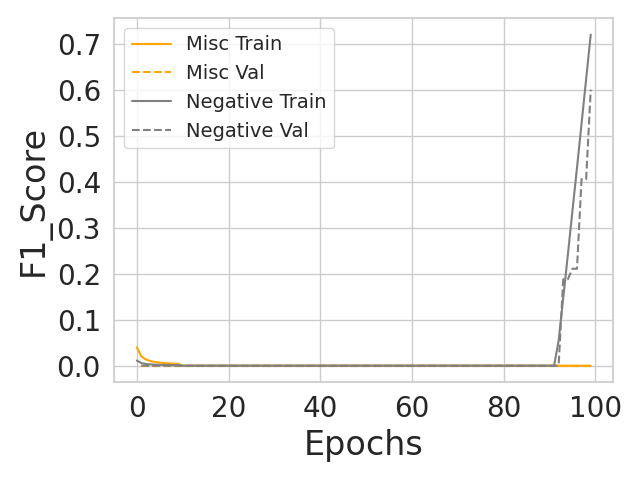 Misc Train
Misc Val
Negative Train
Negative Val
F1_Score
0.7
0.6
0.5
0.4
0.3
0.2
0.1
0.0
0 20 40 60 80 100
Epochs